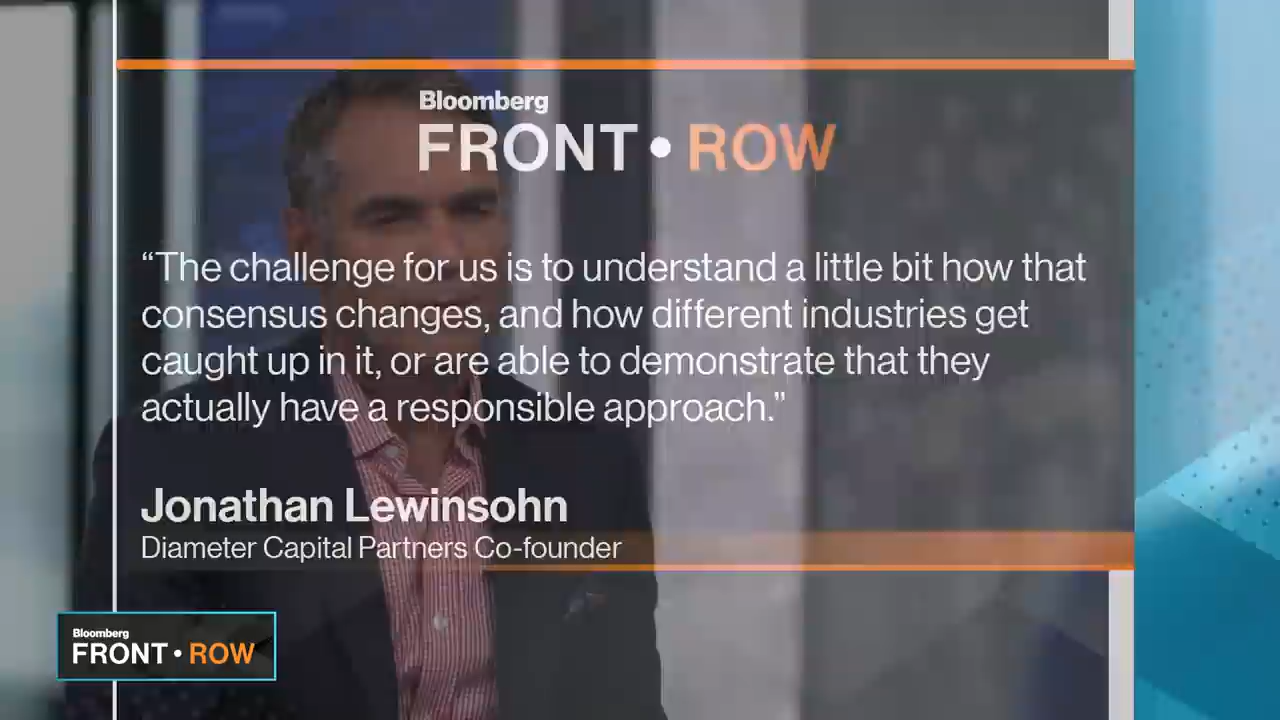 Bloomberg
FRONT • ROW
“The challenge for us is to understand a little bit how that
consensus changes, and how different industries get
caught up in it, or are able to demonstrate that they
actually have a responsible approach.”
Jonathan Lewinsohn
Diameter Capital Partners Co-founder
Bloomberg
FRONT • ROW